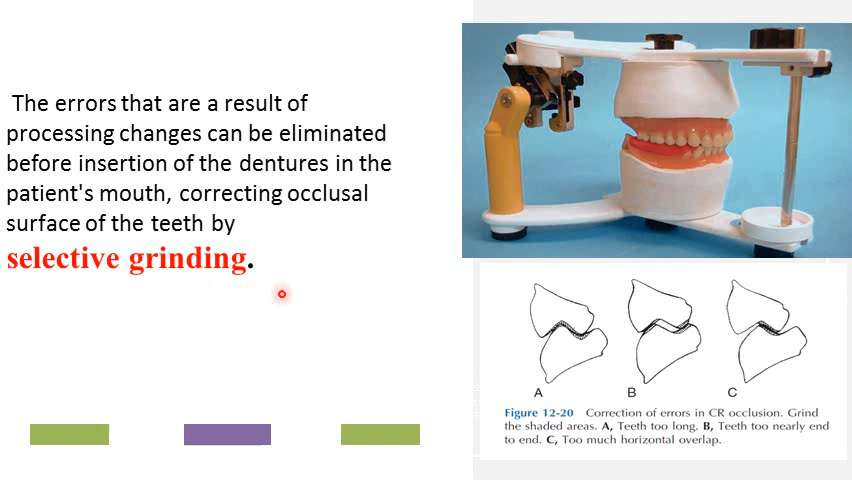 The errors that are a result of
processing changes can be eliminated
before insertion of the dentures in the
patient's mouth, correcting occlusal
surface of the teeth by
selective grinding.
A
B
C
Figure 12-20 Correction of errors in CR occlusion. Grind
the shaded areas. A, Teeth too long. B, Teeth too nearly end
to end. C, Too much horizontal overlap.